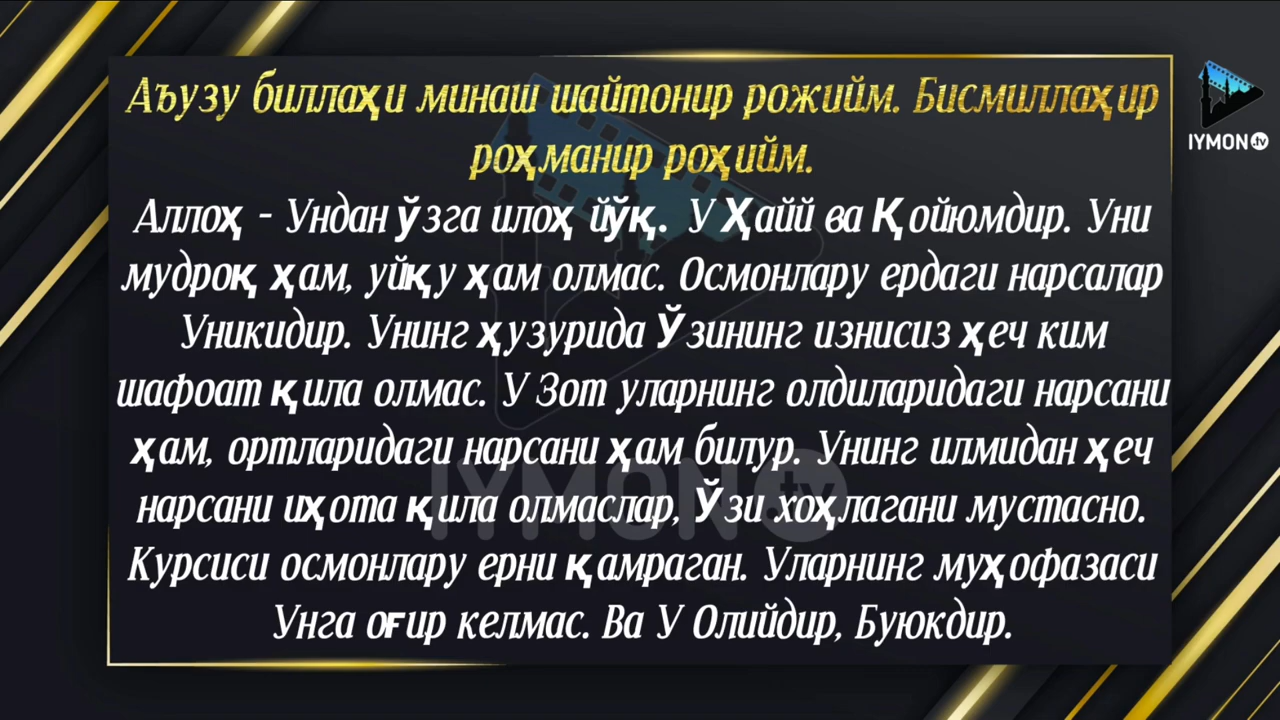 Аъузу биллаҳи минаш шайтонир рожийм. Бисмиллаҳир
роҳманир роҳийм.
Аллоҳ - Ундан ўзга илоҳ йўқ. У Ҳайй ва Қойюмдир. Уни
мудроқ ҳам, уйқу ҳам олмас. Осмонлару ердаги нарсалар
Уникидир. Унинг ҳузурида Ўзининг изнисиз ҳеч ким
шафоат қила олмас. У Зот уларнинг олдиларидаги нарсани
ҳам, ортларидаги нарсани ҳам билур. Унинг илмидан ҳеч
нарсани иҳота қила олмаслар, Ўзи хоҳлагани мустасно.
Курсиси осмонлару ерни қамраган. Уларнинг муҳофазаси
Унга оғир келмас. Ва У Олийдир, Буюкдир.
IYMON.tv
IYMON.tv